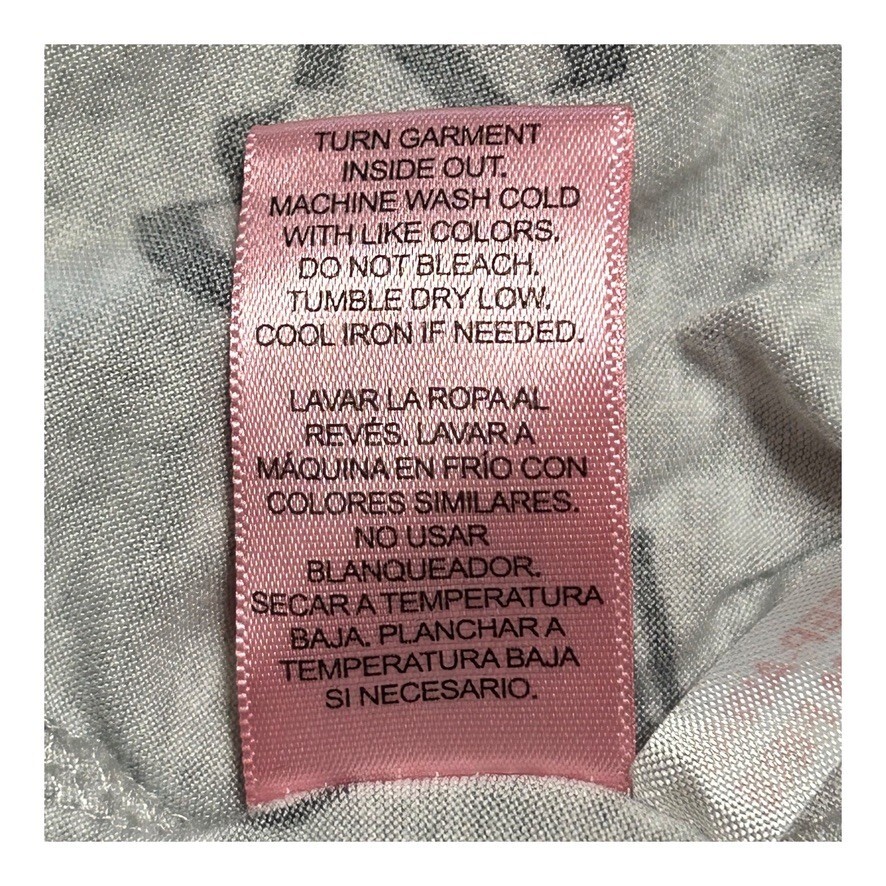 TURN GARMENT
INSIDE OUT.
MACHINE WASH COLD
WITH LIKE COLORS.
DO NOT BLEACH.
TUMBLE DRY LOW.
COOL IRON IF NEEDED.
LAVAR LA ROPA AL
REVÉS. LAVAR A
MÁQUINA EN FRÍO CON
COLORES SIMILARES.
NO USAR
BLANQUEADOR.
SECAR A TEMPERATURA
BAJA. PLANCHAR A
TEMPERATURA BAJA
SI NECESARIO.